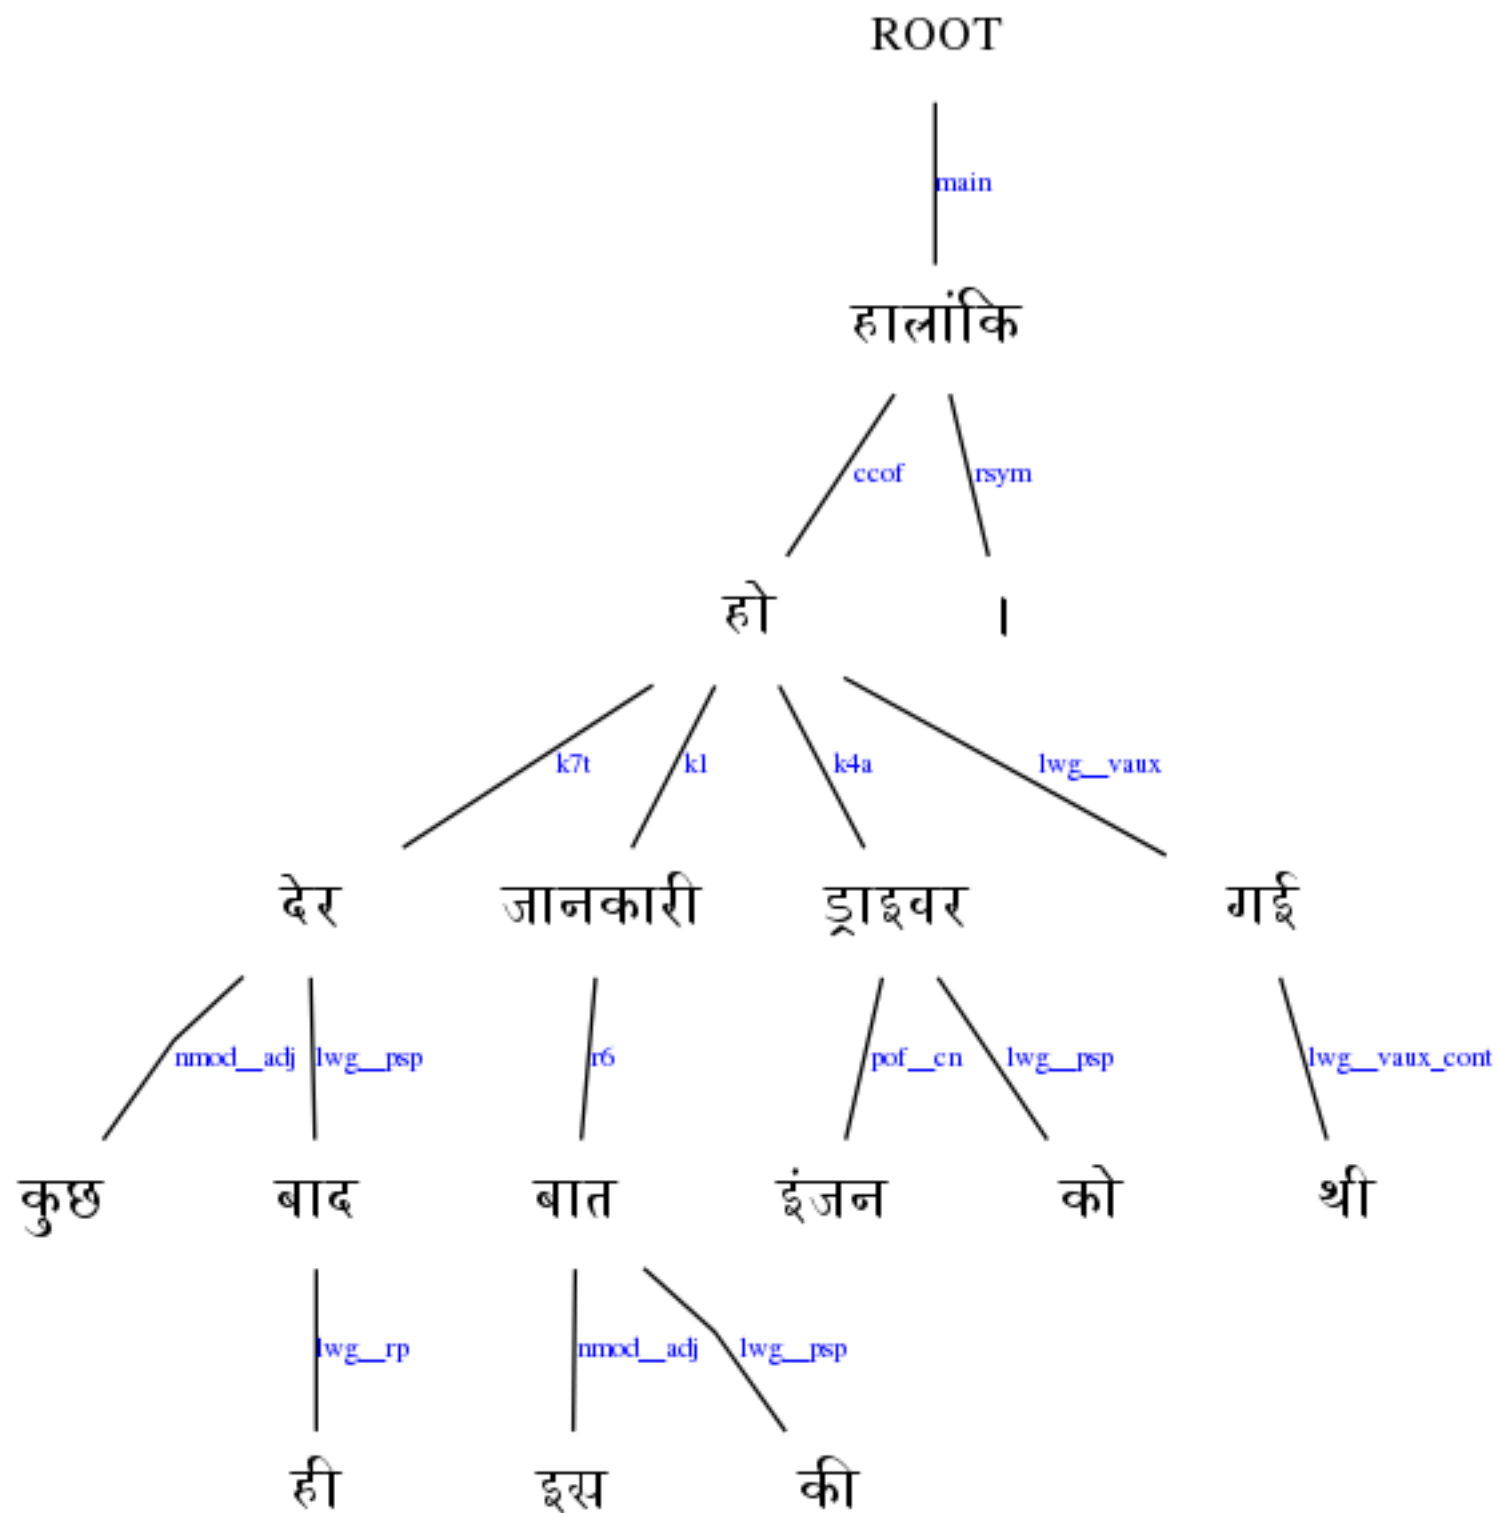 ROOT
main
हालांकि
ccof rsym
हो ।
k7t k1 k4a lwg__vaux
देर जानकारी ड्राइवर गई
nmod__adj lwg__psp r6 pof__cn lwg__psp lwg__vaux_cont
कुछ बाद बात इंजन को थी
lwg__rp nmod__adj lwg__psp
ही इस की